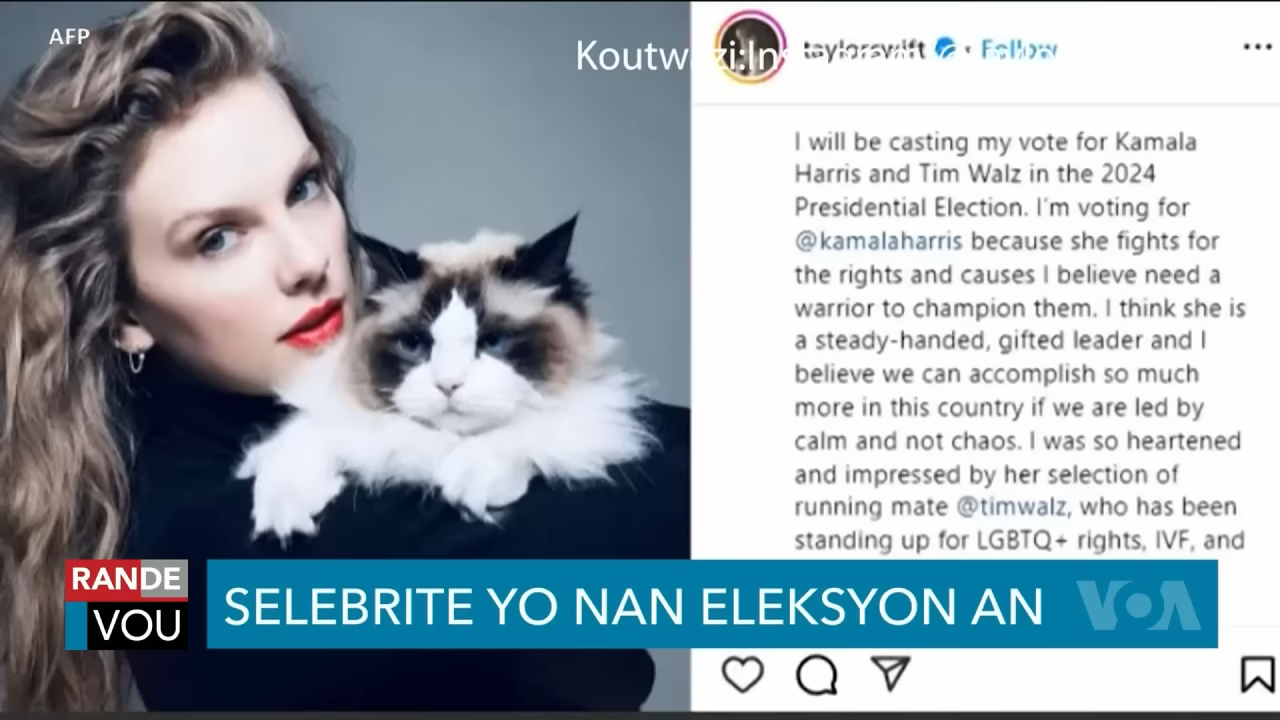 AFP
Koutwazi:Ins
taylorswift
Follow
I will be casting my vote for Kamala
Harris and Tim Walz in the 2024
Presidential Election. I'm voting for
@kamalaharris because she fights for
the rights and causes I believe need a
warrior to champion them. I think she is
a steady-handed, gifted leader and I
believe we can accomplish so much
more in this country if we are led by
calm and not chaos. I was so heartened
and impressed by her selection of
running mate @timwalz, who has been
standing up for LGBTQ+ rights, IVF, and
RANDE
VOU
SELEBRITE YO NAN ELEKSYON AN
VOA